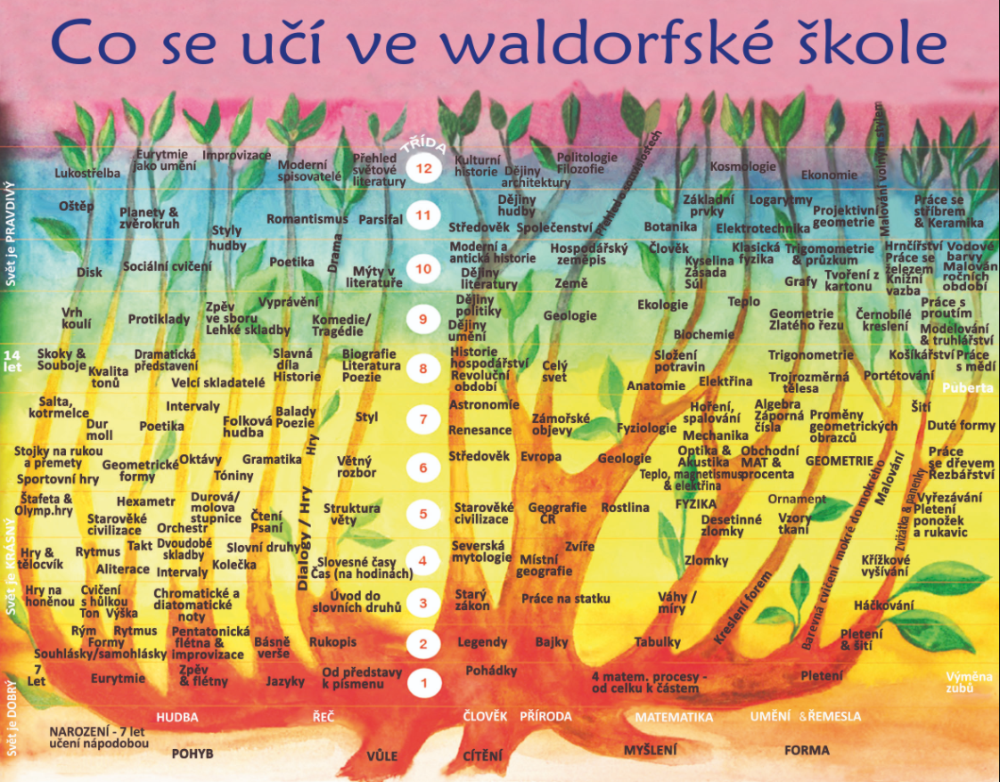 Co se učí ve waldorfské škole
TŘÍDA
Svět je PRAVDIVÝ
12
Lukostřelba
Eurytmie
jako umění
Improvizace
Moderní
spisovatelé
Přehled
světové
literatury
Kulturní
historie
Dějiny
architektury
Politologie
Filozofie
Přehled o souvislostech
Kosmologie
Ekonomie
Malování volným stylem
11
Oštěp
Planety &
zvěrokruh
Styly
hudby
Romantismus
Parsifal
Drama
Středověk
Dějiny
hudby
Společenství
Botanika
Základní
prvky
Logarytmy
Elektrotechnika
Projektivní
geometrie
Práce se
stříbrem
& Keramika
10
Disk
Sociální cvičení
Poetika
Mýty v
literatuře
Moderní a
antická historie
Dějiny
literatury
Hospodářský
zeměpis
Země
Člověk
Kyselina
Zásada
Sůl
Klasická
fyzika
Trigonometrie
& průzkum
Grafy
Tvoření z
kartonu
Hrnčířství
Práce se
železem
Knižní
vazba
Vodové
barvy
Malován
ročních
období
9
Vrh
koulí
Protiklady
Zpěv
ve sboru
Lehké skladby
Vyprávění
Komedie/
Tragédie
Dějiny
politiky
Dějiny
umění
Geologie
Ekologie
Biochemie
Teplo
Geometrie
Zlatého řezu
Černobílé
kreslení
Práce s
proutím
Modelování
& truhlářství
14
let
8
Skoky &
Souboje
Kvalita
tonů
Dramatická
představení
Velcí skladatelé
Slavná
díla
Historie
Biografie
Literatura
Poezie
Historie
hospodářství
Revoluční
období
Celý
svet
Anatomie
Složení
potravin
Elektřina
Trigonometrie
Trojrozměrná
tělesa
Portétování
Košíkářství
Práce
s mědí
Puberta
7
Salta,
kotrmelce
Dur
moll
Intervaly
Poetika
Folková
hudba
Balady
Poezie
Hry
Styl
Astronomie
Renesance
Zámořské
objevy
Fyziologie
Hoření,
spalování
Mechanika
Algebra
Záporná
čísla
Proměny
geometrických
obrazců
Šití
Duté formy
6
Stojky na rukou
a přemety
Sportovní hry
Geometrické
formy
Oktávy
Tóniny
Gramatika
Větný
rozbor
Středověk
Evropa
Geologie
Optika &
Akustika
Teplo, magnetismus
& elektřina
Obchodní
MAT &
procenta
GEOMETRIE
Malování
Práce
se dřevem
Řezbářství
Svět je KRÁSNÝ
5
Štafeta &
Olymp.hry
Hexametr
Starověké
civilizace
Orchestr
Durová/
molova
stupnice
Čtení
Psaní
Dialogy / Hry
Struktura
věty
Starověké
civilizace
Geografie
ČR
Rostlina
FYZIKA
Desetinné
zlomky
Ornament
Vzory
tkaní
Barevná cvičení mokré do mokrého
Zvířátka & panenky
Vyřezávání
Pletení
ponožek
a rukavic
4
Hry &
tělocvík
Rytmus
Aliterace
Takt
Dvoudobé
skladby
Intervaly
Kolečka
Slovní druhy
Slovesné časy
Čas (na hodinach)
Severská
mytologie
Místní
geografie
Zvíře
Zlomky
Křížkové
vyšívání
3
Hry na
honěnou
Cvičení
s hůlkou
Ton
Výška
Chromatické a
diatomatické
noty
Úvod do
slovních druhů
Starý
zákon
Práce na statku
Váhy /
míry
Kreslení forem
Háčkování
2
Rým
Rytmus
Formy
Souhlásky/samohlásky
Pentatonická
flétna &
improvizace
Básně
verše
Rukopis
Legendy
Bajky
Tabulky
Pletení
& šití
Svět je DOBRÝ
7
Let
1
Eurytmie
Zpěv
& flétny
Jazyky
Od představy
k písmenu
Pohádky
4 matem. procesy -
od celku k částem
Pletení
Výměna
zubů
HUDBA
ŘEČ
ČLOVĚK
PŘÍRODA
MATEMATIKA
UMĚNÍ & ŘEMESLA
NAROZENÍ - 7 let
učení nápodobou
POHYB
VŮLE
CÍTĚNÍ
MYŠLENÍ
FORMA